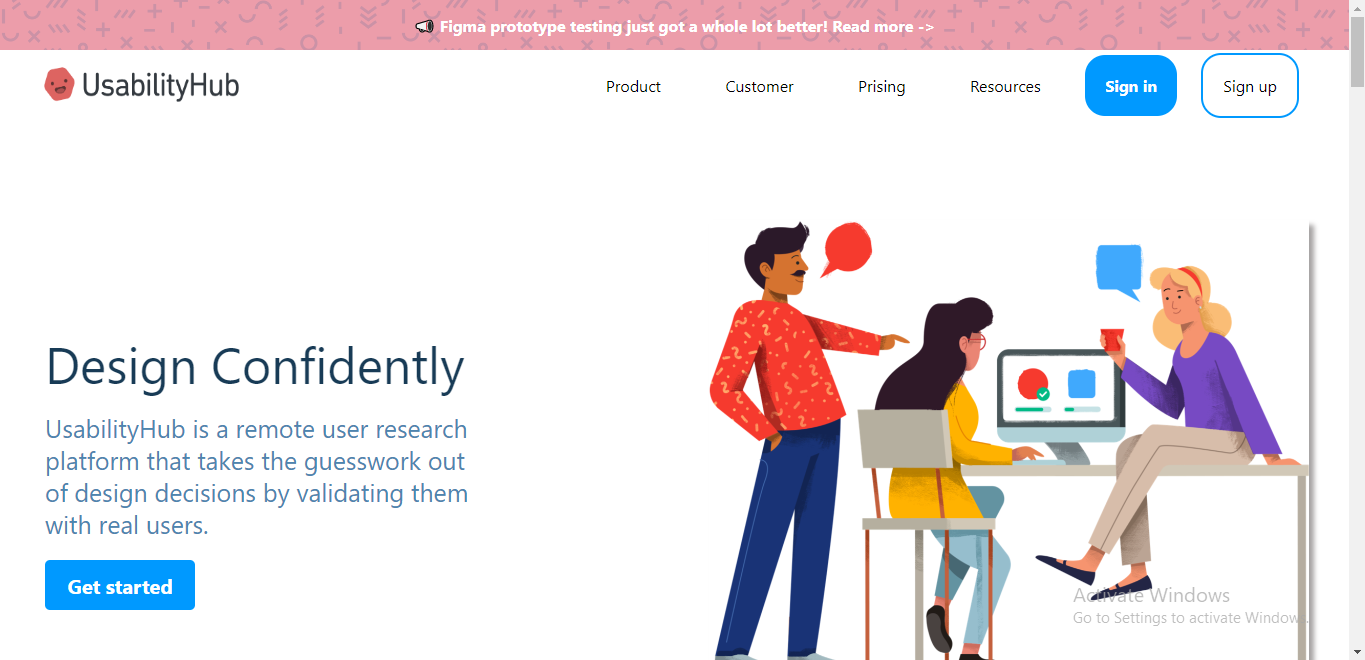 Figma prototype testing just got a whole lot better! Read more ->
UsabilityHub
Product
Customer
Prising
Resources
Sign in
Sign up
Design Confidently
UsabilityHub is a remote user research
platform that takes the guesswork out
of design decisions by validating them
with real users.
Get started
Activate Windows
Go to Settings to activate Windows.